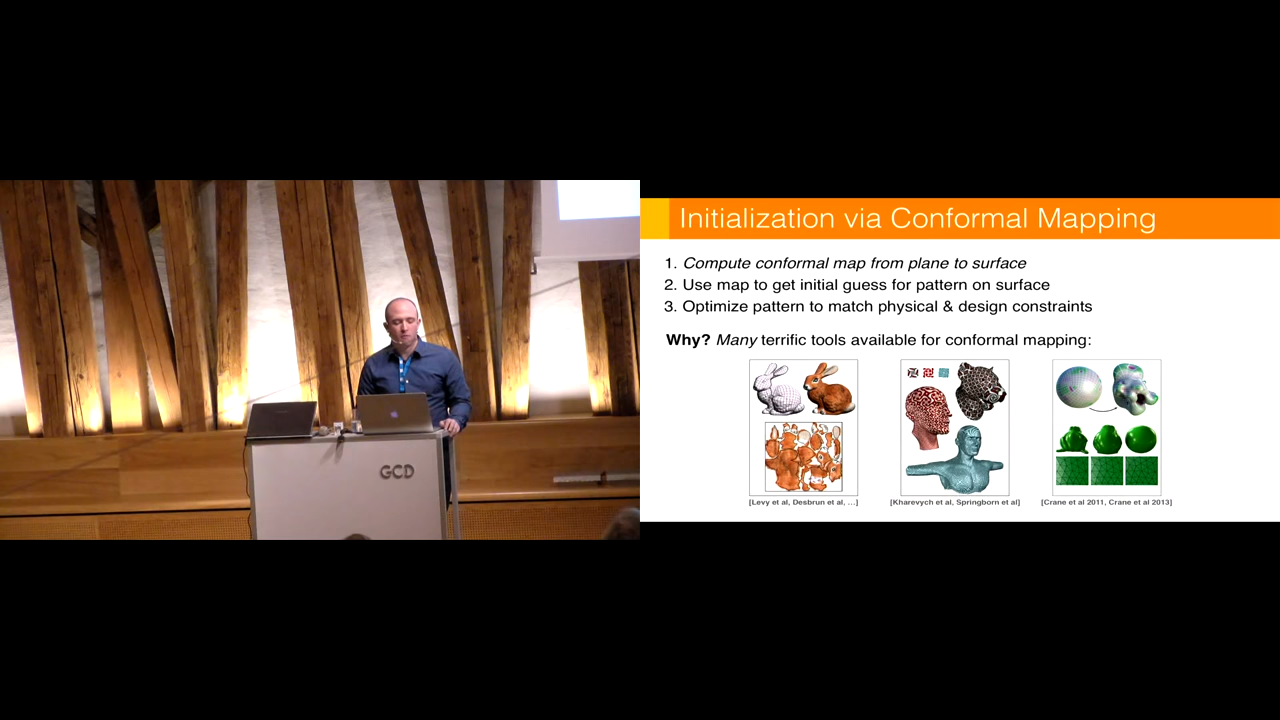 GCD
Initialization via Conformal Mapping
1. Compute conformal map from plane to surface
2. Use map to get initial guess for pattern on surface
3. Optimize pattern to match physical & design constraints
Why? Many terrific tools available for conformal mapping:
[Levy et al, Desbrun et al, ...]
[Kharevych et al, Springborn et al]
[Crane et al 2011, Crane et al 2013]